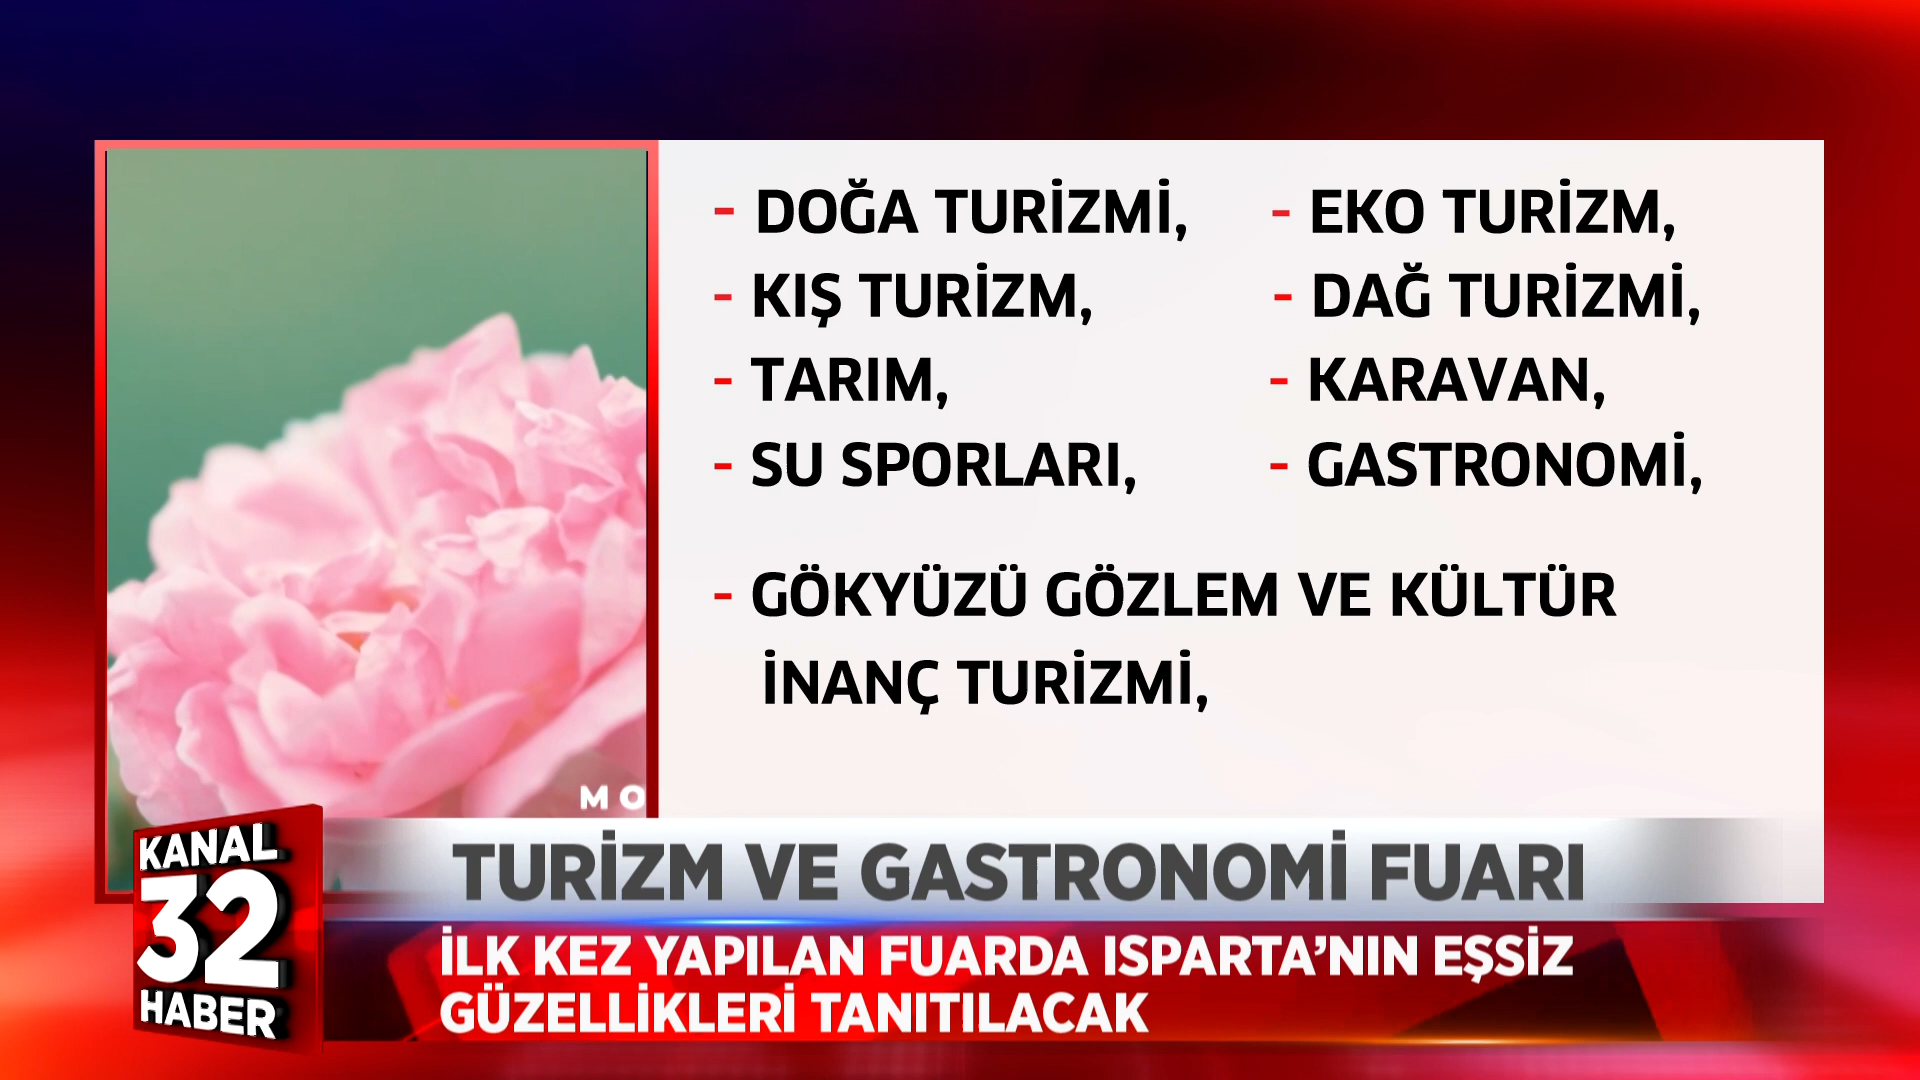 - DOĞA TURİZMİ, - EKO TURİZM,
- KIŞ TURİZM, - DAĞ TURİZMİ,
- TARIM, - KARAVAN,
- SU SPORLARI, - GASTRONOMİ,
- GÖKYÜZÜ GÖZLEM VE KÜLTÜR
İNANÇ TURİZMİ,
MO
KANAL
32
HABER
TURİZM VE GASTRONOMİ FUARI
İLK KEZ YAPILAN FUARDA ISPARTA’NIN EŞSİZ
GÜZELLİKLERİ TANITILACAK